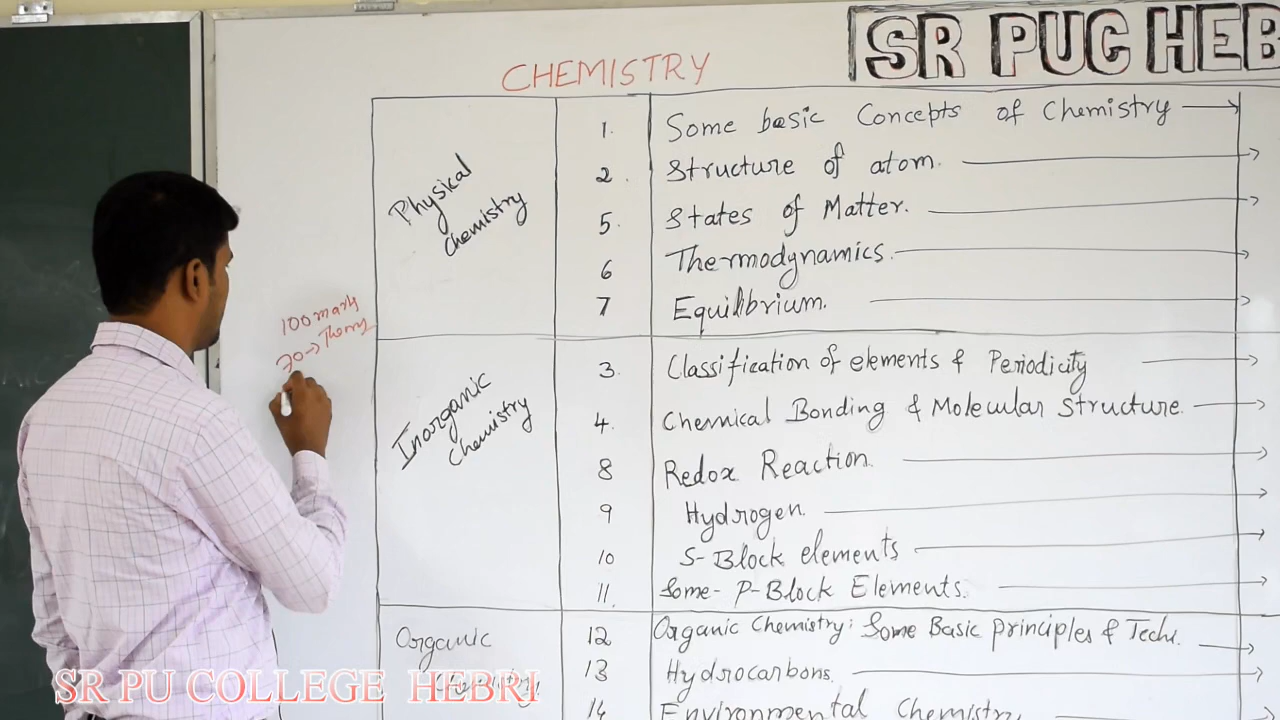 SR PUC HEB
CHEMISTRY
Physical
Chemistry
1. Some basic Concepts of Chemistry →
2. Structure of atom. →
5. States of Matter. →
6 Thermodynamics. →
7 Equilibrium. →
100 mark
70→Theory
Inorganic
Chemistry
3. Classification of elements & Periodicity →
4. Chemical Bonding & Molecular Structure. →
8 Redox Reaction. →
9 Hydrogen. →
10 S-Block elements →
11. Some- P-Block Elements. →
Organic
Chemistry
12 Organic Chemistry: Some Basic principles & Tech. →
13 Hydrocarbons. →
14 Environmental Chemistry. →
SR PU COLLEGE HEBRI